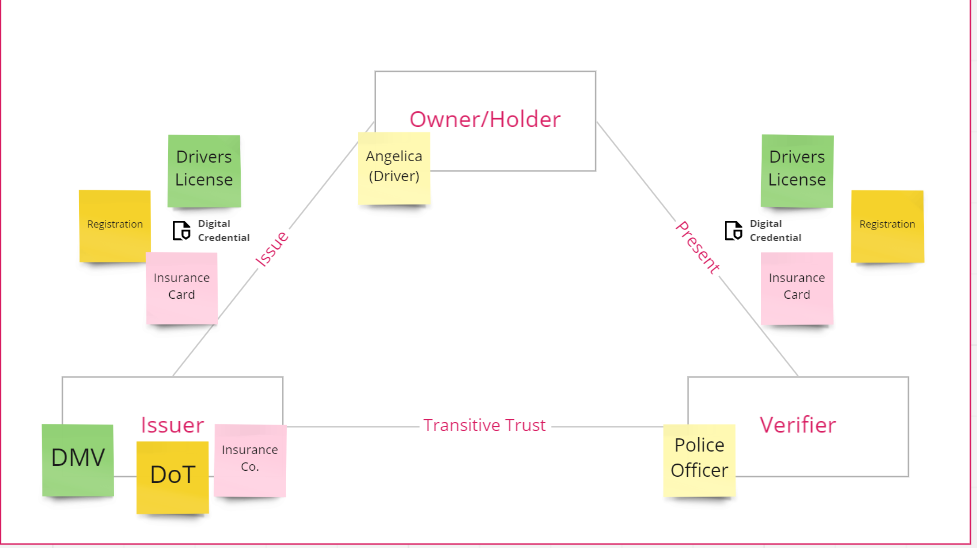 Owner/Holder
Angelica
(Driver)
Drivers
License
Registration
Digital
Credential
Insurance
Card
Issue
Present
Drivers
License
Digital
Credential
Registration
Insurance
Card
Issuer
DMV
DoT
Insurance
Co.
Transitive Trust
Verifier
Police
Officer